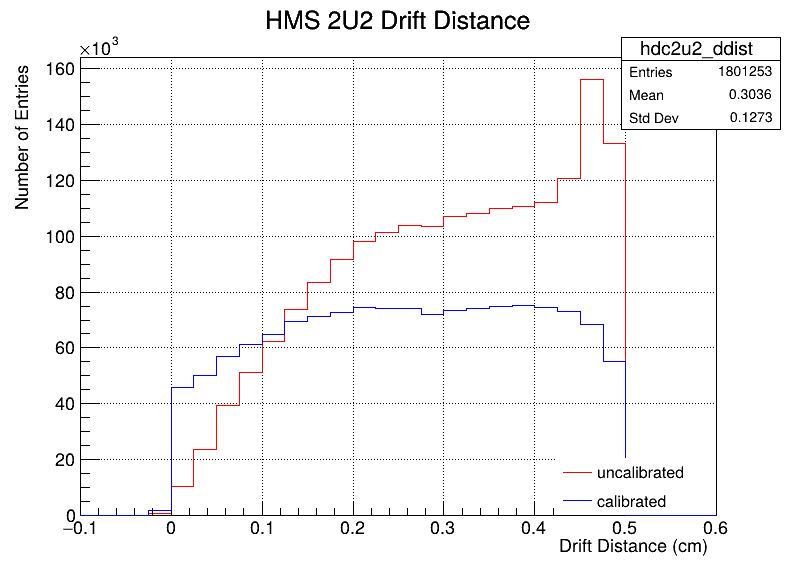 HMS 2U2 Drift Distance
×10³
hdc2u2_ddist
Entries 1801253
Mean 0.3036
Std Dev 0.1273
Number of Entries
160
140
120
100
80
60
40
20
0
uncalibrated
calibrated
−0.1 0 0.1 0.2 0.3 0.4 0.5 0.6
Drift Distance (cm)